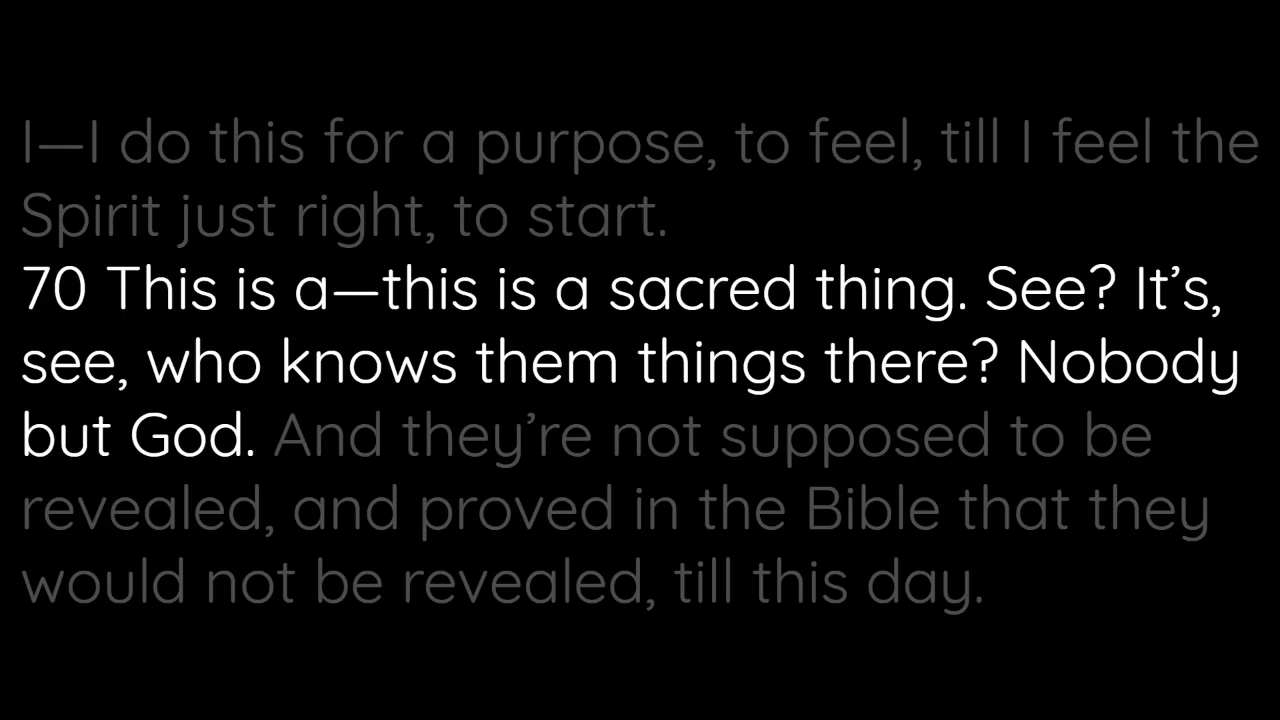 I—I do this for a purpose, to feel, till I feel the
Spirit just right, to start.
70 This is a—this is a sacred thing. See? It’s,
see, who knows them things there? Nobody
but God. And they’re not supposed to be
revealed, and proved in the Bible that they
would not be revealed, till this day.